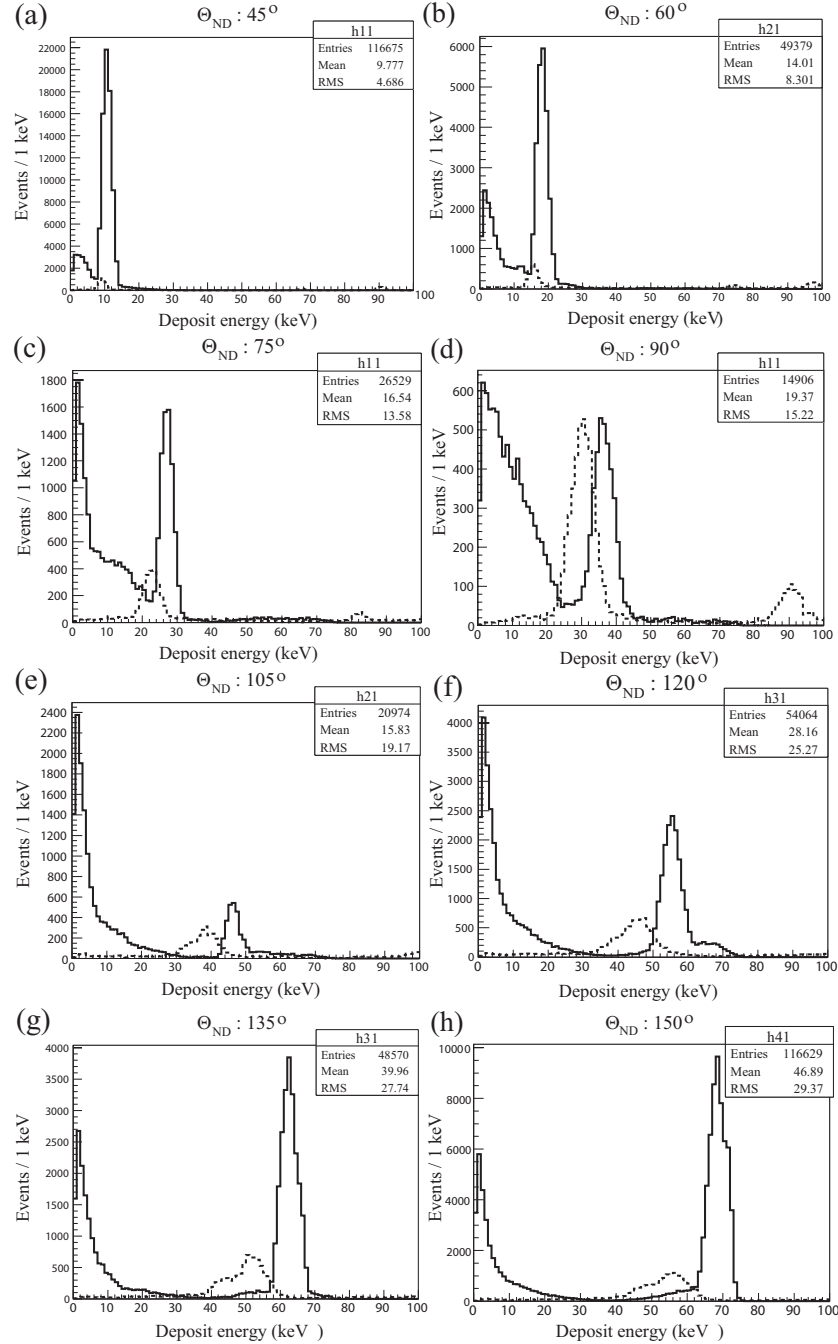 (a)
Θ_ND : 45°
h11
Entries 116675
Mean 9.777
RMS 4.686
Events / 1 keV
22000
20000
18000
16000
14000
12000
10000
8000
6000
4000
2000
0
0 10 20 30 40 50 60 70 80 90 100
Deposit energy (keV)
(b)
Θ_ND : 60°
h21
Entries 49379
Mean 14.01
RMS 8.301
Events / 1 keV
6000
5000
4000
3000
2000
1000
0
0 10 20 30 40 50 60 70 80 90 100
Deposit energy (keV)
(c)
Θ_ND : 75°
h11
Entries 26529
Mean 16.54
RMS 13.58
Events / 1 keV
1800
1600
1400
1200
1000
800
600
400
200
0
0 10 20 30 40 50 60 70 80 90 100
Deposit energy (keV)
(d)
Θ_ND : 90°
h11
Entries 14906
Mean 19.37
RMS 15.22
Events / 1 keV
600
500
400
300
200
100
0
0 10 20 30 40 50 60 70 80 90 100
Deposit energy (keV)
(e)
Θ_ND : 105°
h21
Entries 20974
Mean 15.83
RMS 19.17
Events / 1 keV
2400
2200
2000
1800
1600
1400
1200
1000
800
600
400
200
0
0 10 20 30 40 50 60 70 80 90 100
Deposit energy (keV)
(f)
Θ_ND : 120°
h31
Entries 54064
Mean 28.16
RMS 25.27
Events / 1 keV
4000
3500
3000
2500
2000
1500
1000
500
0
0 10 20 30 40 50 60 70 80 90 100
Deposit energy (keV)
(g)
Θ_ND : 135°
h31
Entries 48570
Mean 39.96
RMS 27.74
Events / 1 keV
4000
3500
3000
2500
2000
1500
1000
500
0
0 10 20 30 40 50 60 70 80 90 100
Deposit energy (keV)
(h)
Θ_ND : 150°
h41
Entries 116629
Mean 46.89
RMS 29.37
Events / 1 keV
10000
8000
6000
4000
2000
0
0 10 20 30 40 50 60 70 80 90 100
Deposit energy (keV )